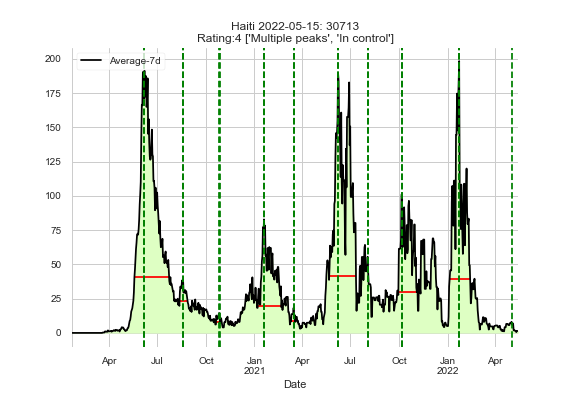 Haiti 2022-05-15: 30713
Rating:4 ['Multiple peaks', 'In control']
Average-7d
200
175
150
125
100
75
50
25
0
Apr
Jul
Oct
Jan
2021
Apr
Jul
Oct
Jan
2022
Apr
Date